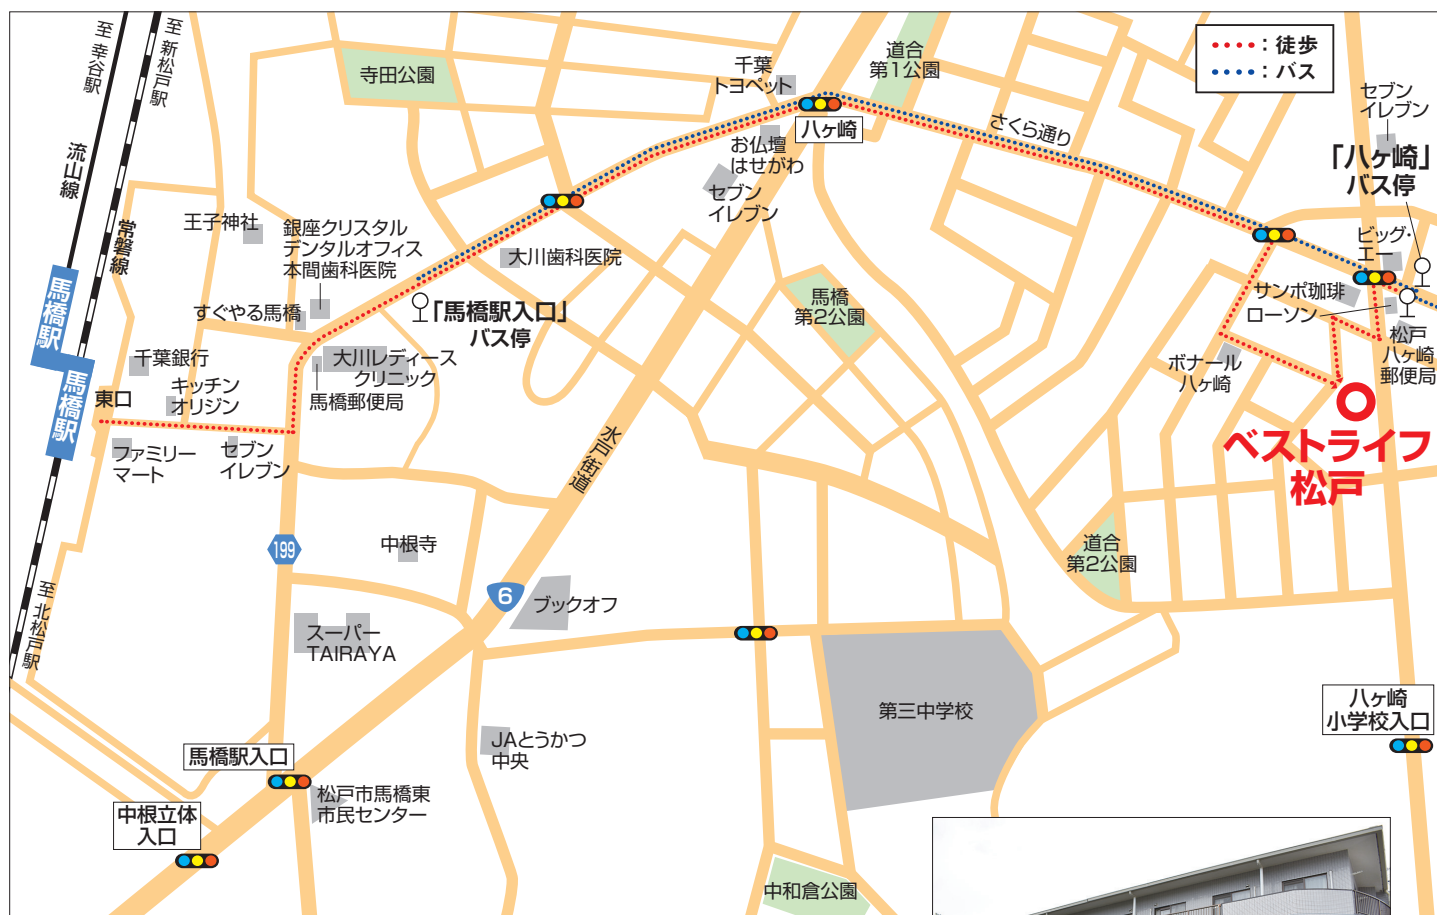 至 幸谷駅
至 新松戸駅
流山線
常磐線
馬橋駅
馬橋駅
東口
至 北松戸駅
寺田公園
千葉
トヨペット
道合
第1公園
：徒歩
：バス
セブン
イレブン
さくら通り
八ヶ崎
お仏壇
はせがわ
セブン
イレブン
「八ヶ崎」
バス停
王子神社
銀座クリスタル
デンタルオフィス
本間歯科医院
大川歯科医院
ビッグ・
エー
サンポ珈琲
ローソン
すぐやる馬橋
「馬橋駅入口」
バス停
馬橋
第2公園
松戸
八ヶ崎
郵便局
千葉銀行
大川レディース
クリニック
ボナール
八ヶ崎
キッチン
オリジン
馬橋郵便局
ファミリー
マート
セブン
イレブン
ベストライフ
松戸
水戸街道
199
中根寺
道合
第2公園
6
ブックオフ
スーパー
TAIRAYA
第三中学校
八ヶ崎
小学校入口
JAとうかつ
中央
馬橋駅入口
松戸市馬橋東
市民センター
中根立体
入口
中和倉公園